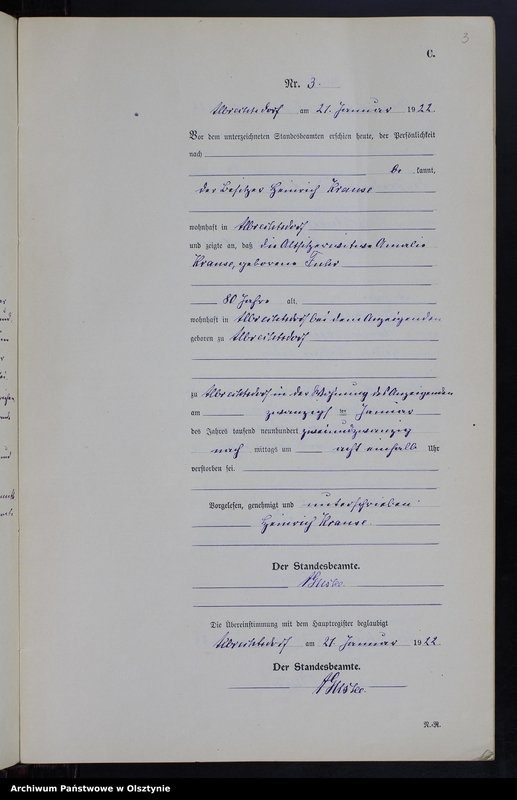 3
C.
Nr. 3.
Albrechtsdorf am 21. Januar 1922.
Vor dem unterzeichneten Standesbeamten erschien heute, der Persönlichkeit
nach
be kannt,
der Besitzer Heinrich Krause
wohnhaft in Albrechtsdorf
und zeigte an, daß die Altsitzerwitwe Amalie
Krause, geborene
80 Jahre alt,
wohnhaft in Albrechtsdorf bei dem Anzeigenden
geboren zu Albrechtsdorf
zu Albrechtsdorf in der Wohnung des Anzeigenden
am zwanzigsten Januar
des Jahres tausend neunhundert zweiundzwanzig
nach mittags um acht einhalb Uhr
verstorben sei.
Vorgelesen, genehmigt und unterschrieben
Heinrich Krause
Der Standesbeamte.
Die Übereinstimmung mit dem Hauptregister beglaubigt
Albrechtsdorf am 21. Januar 1922.
Der Standesbeamte.
N.-R.
Archiwum Państwowe w Olsztynie